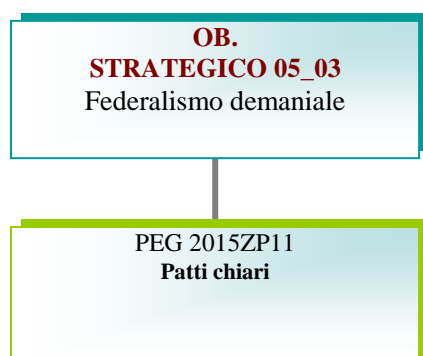 OB.
STRATEGICO 05_03
Federalismo demaniale
PEG 2015ZP11
Patti chiari